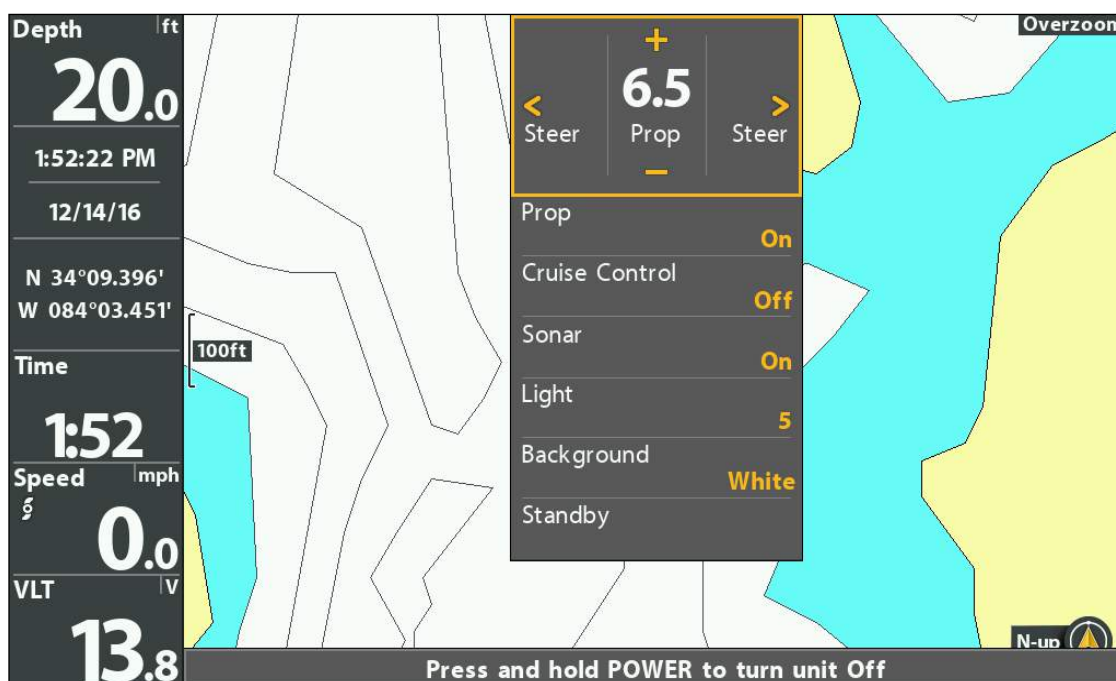 Depth ft
20.0
1:52:22 PM
12/14/16
N 34°09.396'
W 084°03.451'
Time
1:52
Speed mph
0.0
VLT V
13.8
100ft
+
6.5
< >
Steer Prop Steer
−
Prop
On
Cruise Control
Off
Sonar
On
Light
5
Background
White
Standby
Overzoom
N-up
Press and hold POWER to turn unit Off